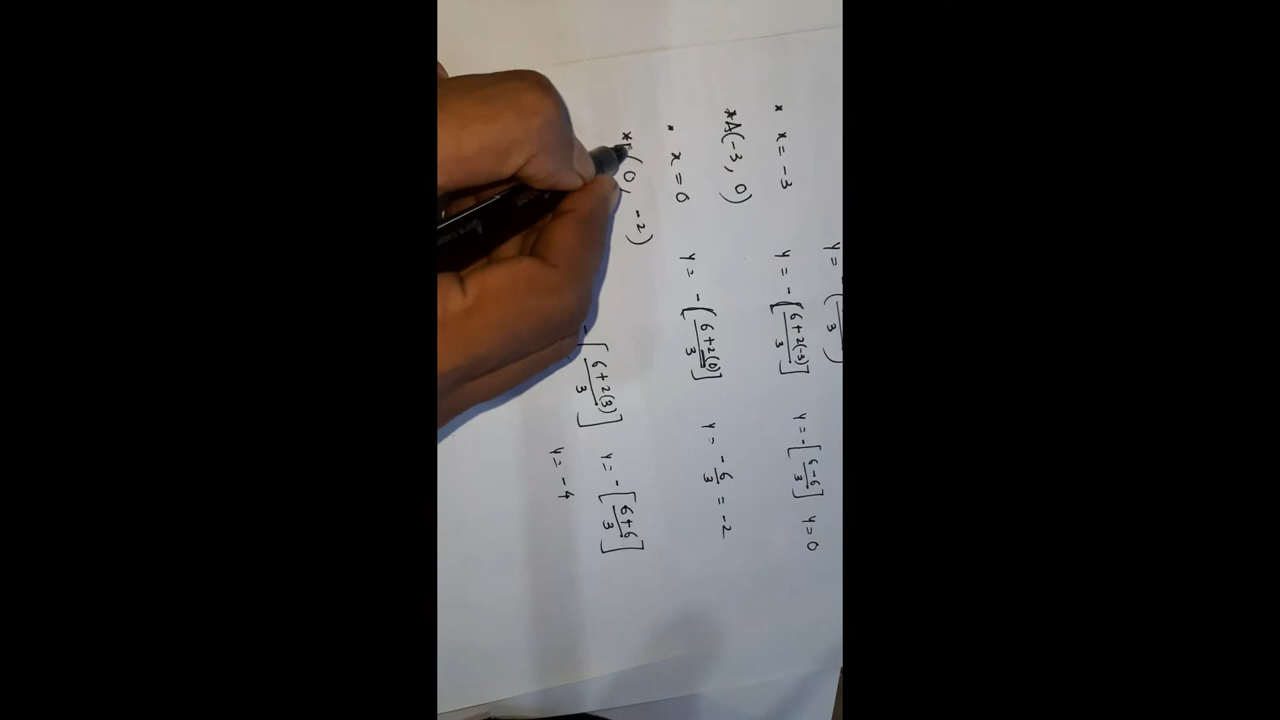 y = -( 3 )
* x = -3 y = -[6+2(-3)/3] y = -[6-6/3] y = 0
*A(-3, 0)
x = 0 y = -[6+2(0)/3] y = -6/3 = -2
*(0, -2)
-[6+2(3)/3] y = -[6+6/3]
y = -4